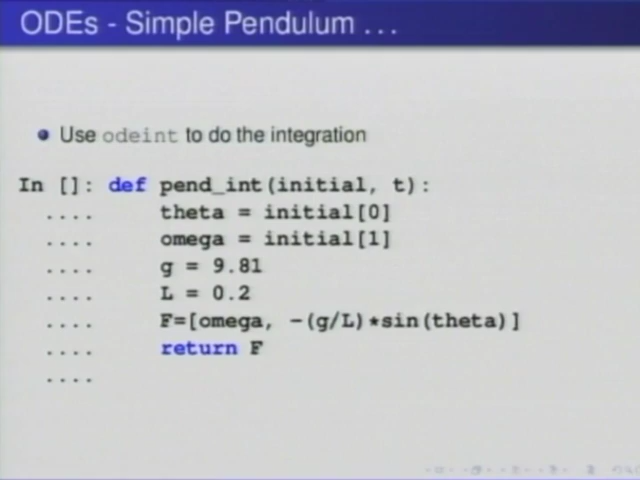 ODEs - Simple Pendulum ...
Use odeint to do the integration
In []: def pend_int(initial, t):
....     theta = initial[0]
....     omega = initial[1]
....     g = 9.81
....     L = 0.2
....     F=[omega, -(g/L)*sin(theta)]
....     return F
....